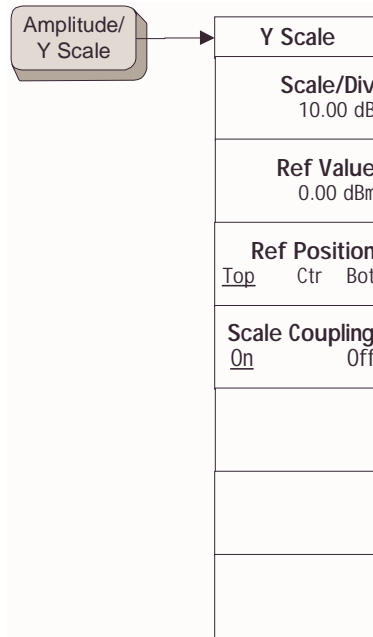 Amplitude/
Y Scale
Y Scale
Scale/Div
10.00 dB
Ref Value
0.00 dBm
Ref Position
Top Ctr Bot
Scale Coupling
On Off